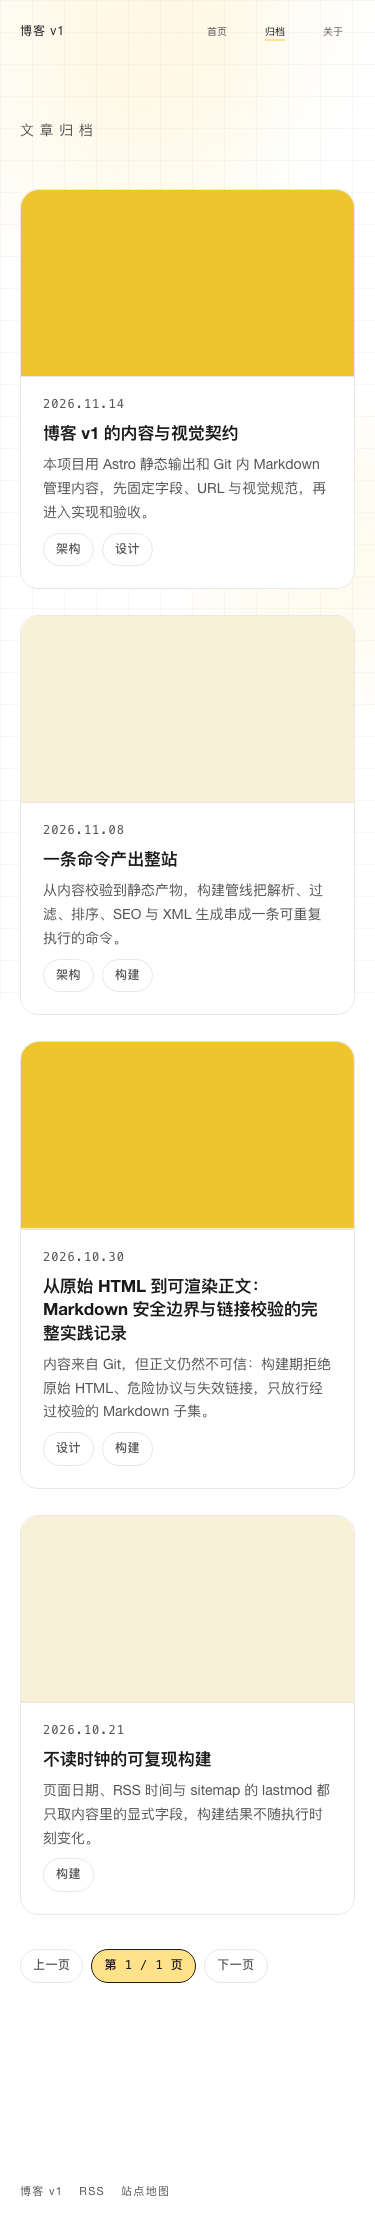 博客 v1
首页
归档
关于
文章归档
2026.11.14
博客 v1 的内容与视觉契约
本项目用 Astro 静态输出和 Git 内 Markdown
管理内容，先固定字段、URL 与视觉规范，再
进入实现和验收。
架构
设计
2026.11.08
一条命令产出整站
从内容校验到静态产物，构建管线把解析、过
滤、排序、SEO 与 XML 生成串成一条可重复
执行的命令。
架构
构建
2026.10.30
从原始 HTML 到可渲染正文：
Markdown 安全边界与链接校验的完
整实践记录
内容来自 Git，但正文仍然不可信：构建期拒绝
原始 HTML、危险协议与失效链接，只放行经
过校验的 Markdown 子集。
设计
构建
2026.10.21
不读时钟的可复现构建
页面日期、RSS 时间与 sitemap 的 lastmod 都
只取内容里的显式字段，构建结果不随执行时
刻变化。
构建
上一页
第 1 / 1 页
下一页
博客 v1
RSS
站点地图